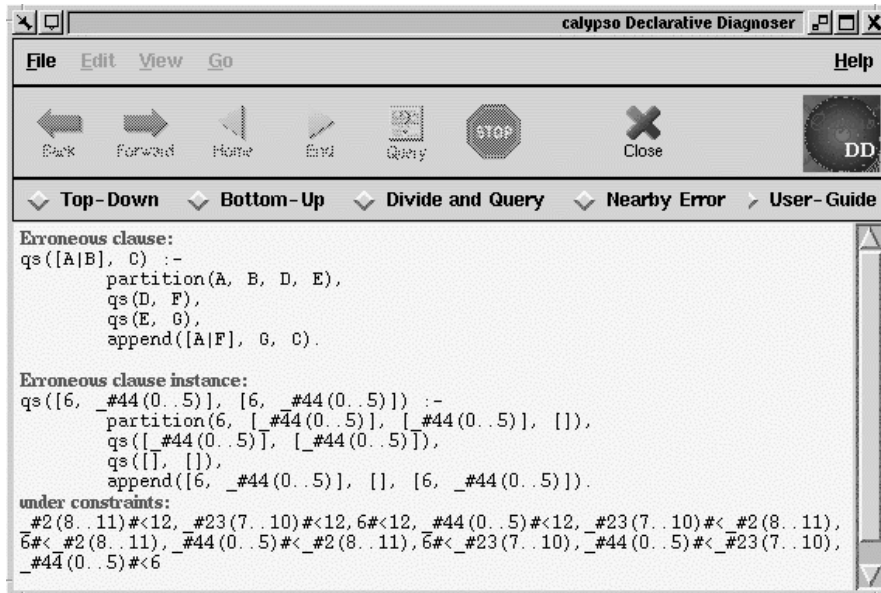 calypso Declarative Diagnoser
File Edit View Go Help
Back Forward Home End Query STOP Close DD
Top-Down Bottom-Up Divide and Query Nearby Error User-Guide
Erroneous clause:
qs([A|B], C) :-
partition(A, B, D, E),
qs(D, F),
qs(E, G),
append([A|F], G, C).
Erroneous clause instance:
qs([6, _#44(0..5)], [6, _#44(0..5)]) :-
partition(6, [_#44(0..5)], [_#44(0..5)], []),
qs([_#44(0..5)], [_#44(0..5)]),
qs([], []),
append([6, _#44(0..5)], [], [6, _#44(0..5)]).
under constraints:
_#2(8..11)#<12,_#23(7..10)#<12,6#<12,_#44(0..5)#<12,_#23(7..10)#<_#2(8..11),
6#<_#2(8..11),_#44(0..5)#<_#2(8..11),6#<_#23(7..10),_#44(0..5)#<_#23(7..10),
_#44(0..5)#<6